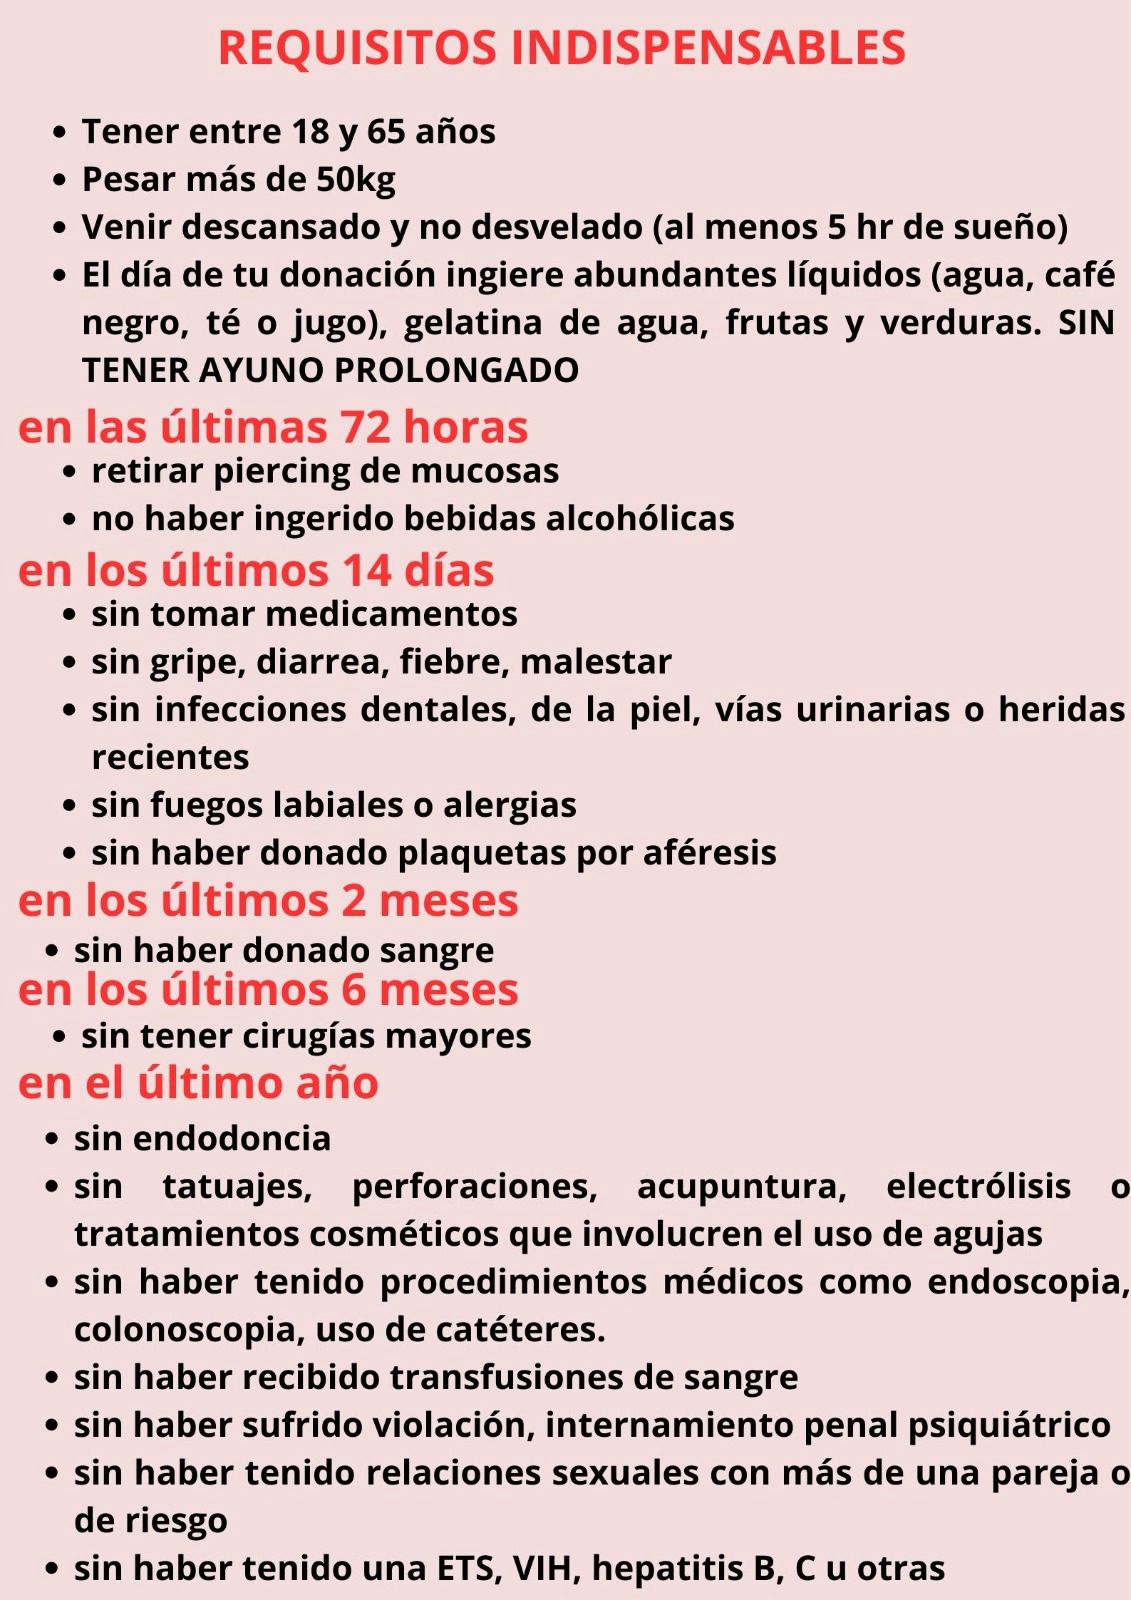 REQUISITOS INDISPENSABLES
• Tener entre 18 y 65 años
• Pesar más de 50kg
• Venir descansado y no desvelado (al menos 5 hr de sueño)
• El día de tu donación ingiere abundantes líquidos (agua, café
negro, té o jugo), gelatina de agua, frutas y verduras. SIN
TENER AYUNO PROLONGADO
en las últimas 72 horas
• retirar piercing de mucosas
• no haber ingerido bebidas alcohólicas
en los últimos 14 días
• sin tomar medicamentos
• sin gripe, diarrea, fiebre, malestar
• sin infecciones dentales, de la piel, vías urinarias o heridas
recientes
• sin fuegos labiales o alergias
• sin haber donado plaquetas por aféresis
en los últimos 2 meses
• sin haber donado sangre
en los últimos 6 meses
• sin tener cirugías mayores
en el último año
• sin endodoncia
• sin tatuajes, perforaciones, acupuntura, electrólisis o
tratamientos cosméticos que involucren el uso de agujas
• sin haber tenido procedimientos médicos como endoscopia,
colonoscopia, uso de catéteres.
• sin haber recibido transfusiones de sangre
• sin haber sufrido violación, internamiento penal psiquiátrico
• sin haber tenido relaciones sexuales con más de una pareja o
de riesgo
• sin haber tenido una ETS, VIH, hepatitis B, C u otras